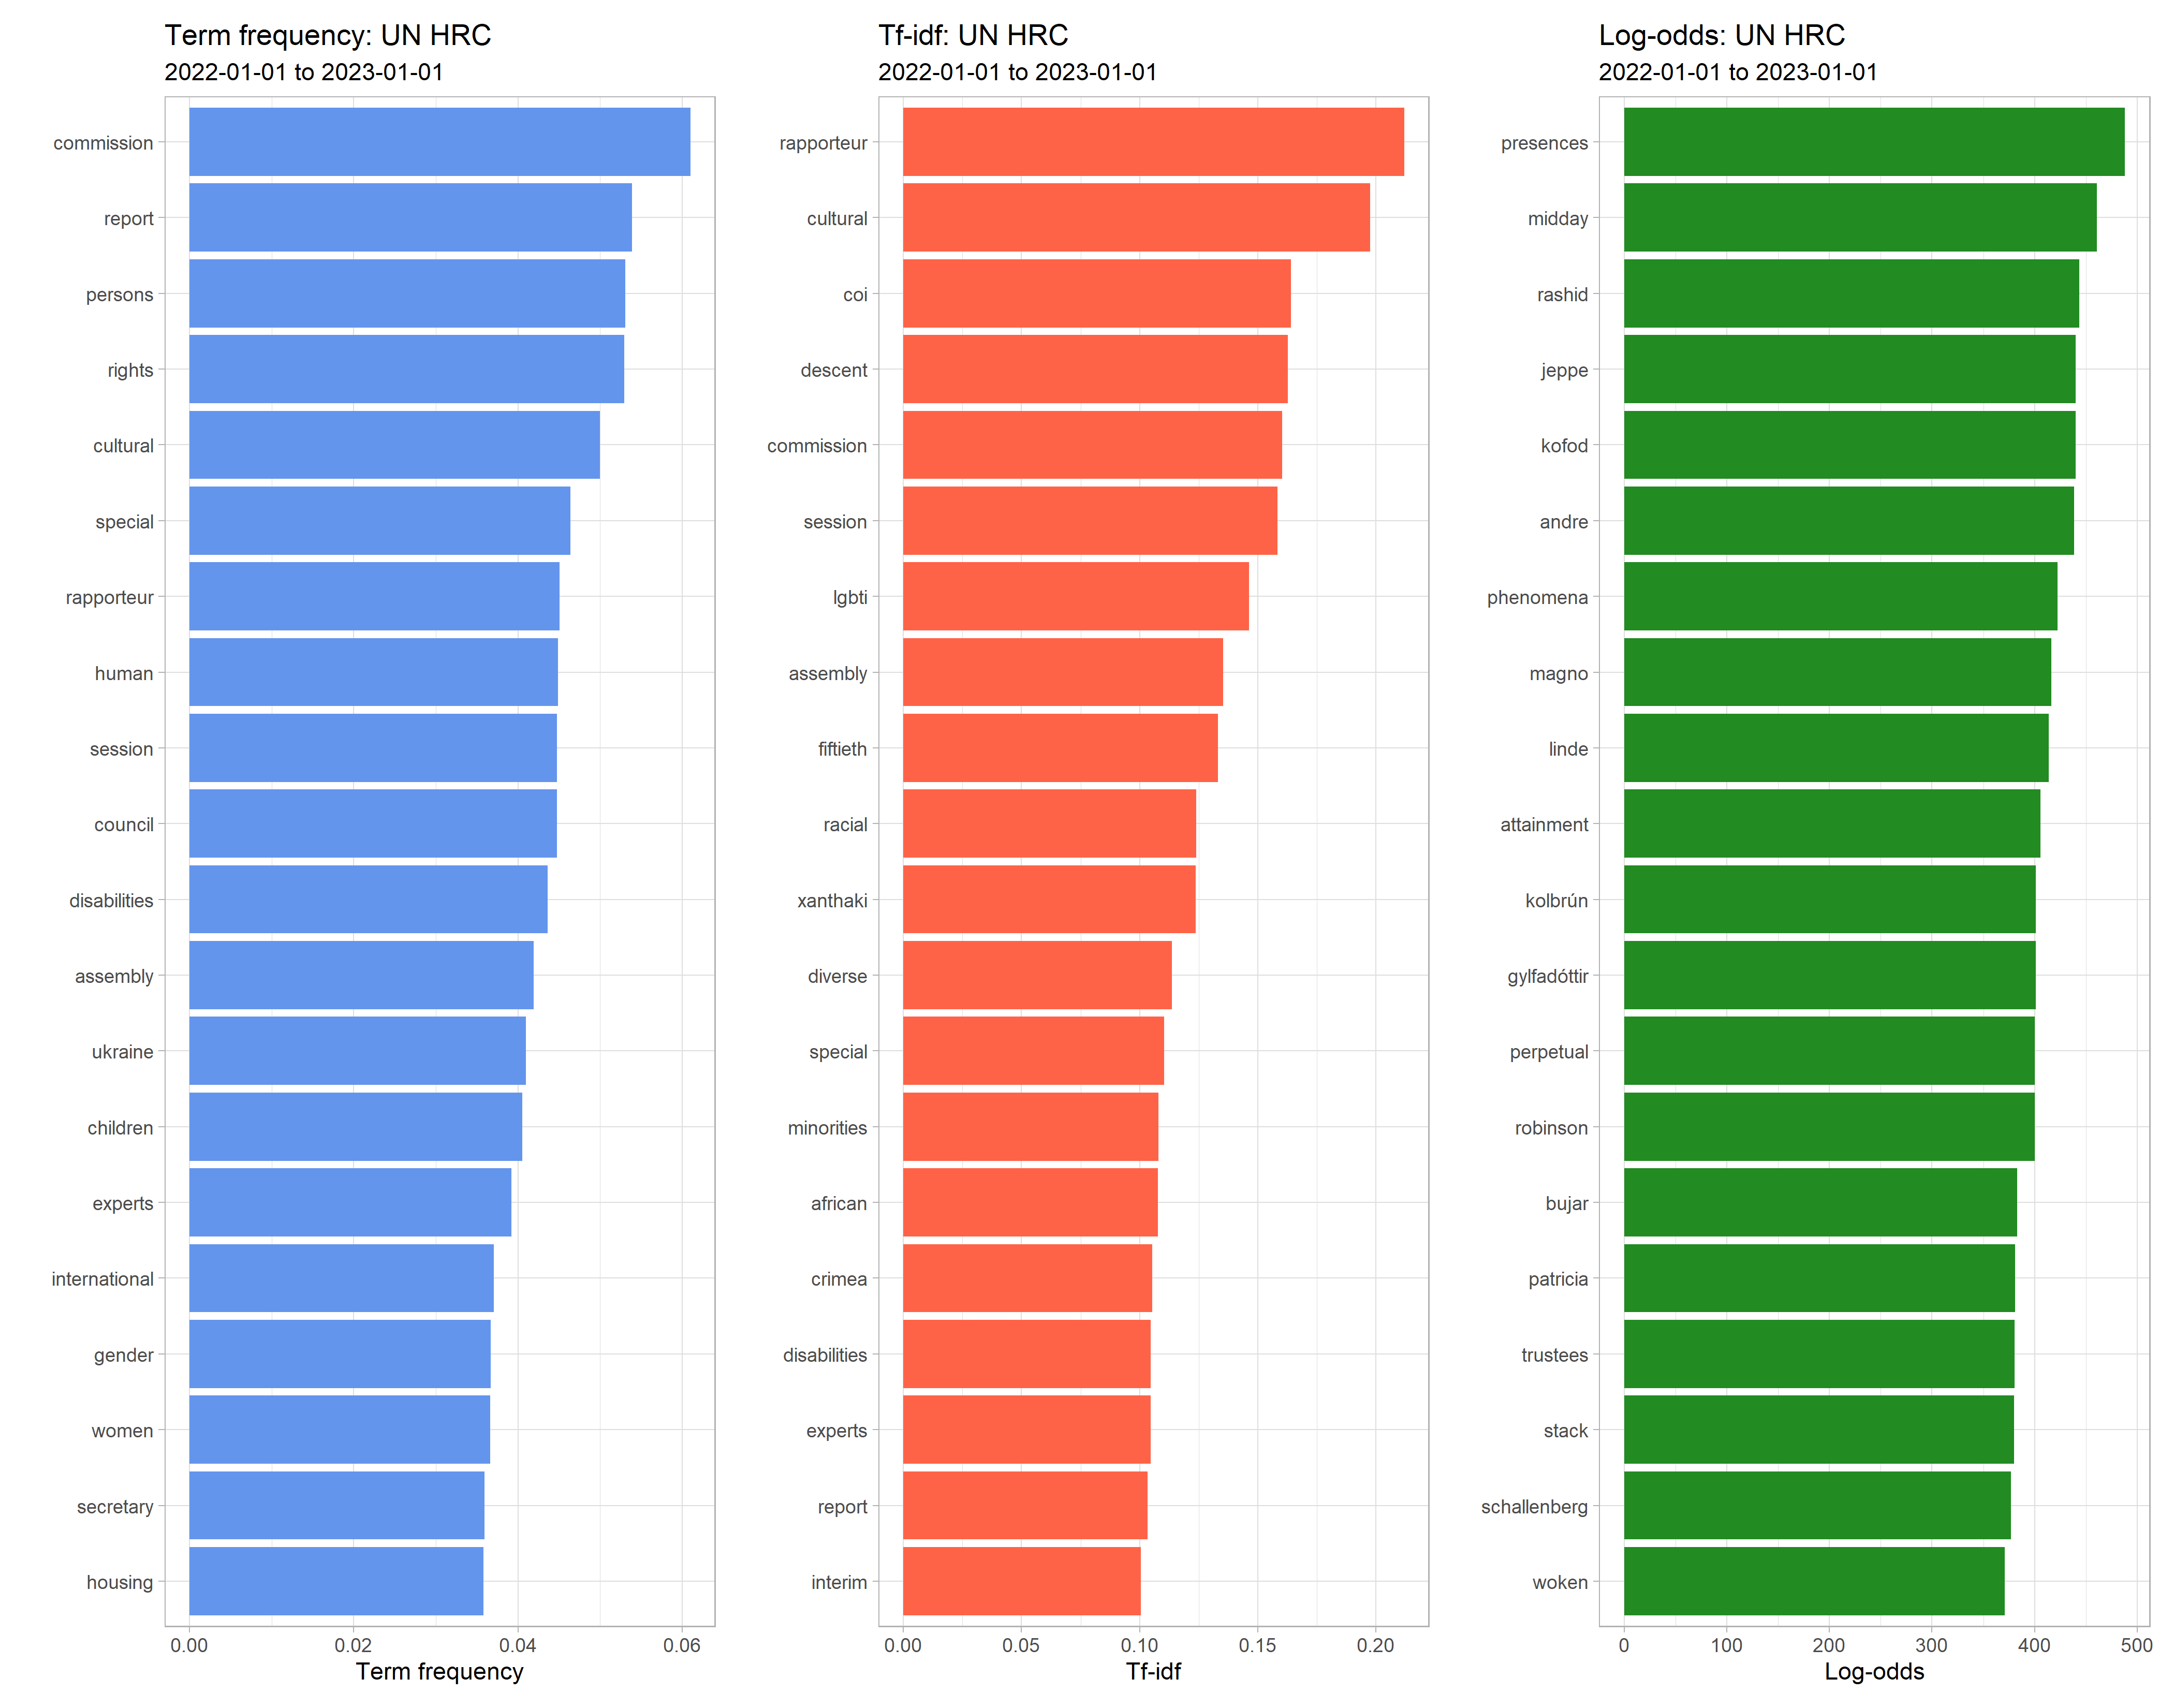 Term frequency: UN HRC
2022-01-01 to 2023-01-01
commission
report
persons
rights
cultural
special
rapporteur
human
session
council
disabilities
assembly
ukraine
children
experts
international
gender
women
secretary
housing
0.00 0.02 0.04 0.06
Term frequency
Tf-idf: UN HRC
2022-01-01 to 2023-01-01
rapporteur
cultural
coi
descent
commission
session
lgbti
assembly
fiftieth
racial
xanthaki
diverse
special
minorities
african
crimea
disabilities
experts
report
interim
0.00 0.05 0.10 0.15 0.20
Tf-idf
Log-odds: UN HRC
2022-01-01 to 2023-01-01
presences
midday
rashid
jeppe
kofod
andre
phenomena
magno
linde
attainment
kolbrún
gylfadóttir
perpetual
robinson
bujar
patricia
trustees
stack
schallenberg
woken
0 100 200 300 400 500
Log-odds